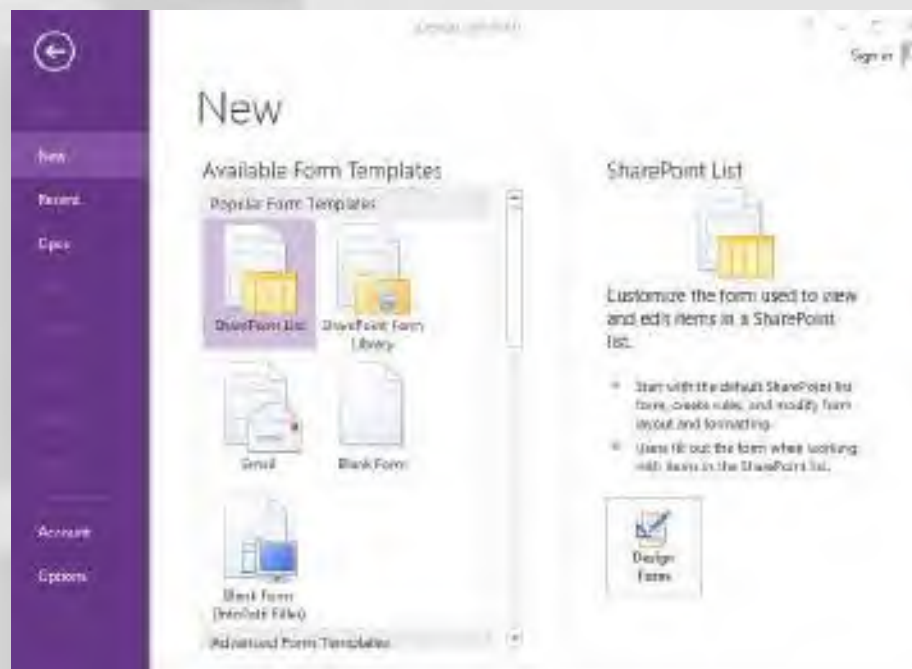 Sign in
New
New
Recent
Open
Account
Options
Available Form Templates
Popular Form Templates
SharePoint List
SharePoint Form
Library
Email
Blank Form
Blank Form
(InfoPath Filler)
Advanced Form Templates
SharePoint List
Customize the form used to view
and edit items in a SharePoint
list.
Start with the default SharePoint list
form, create rules, and modify form
layout and formatting.
Users fill out the form when working
with items in the SharePoint list.
Design
Form